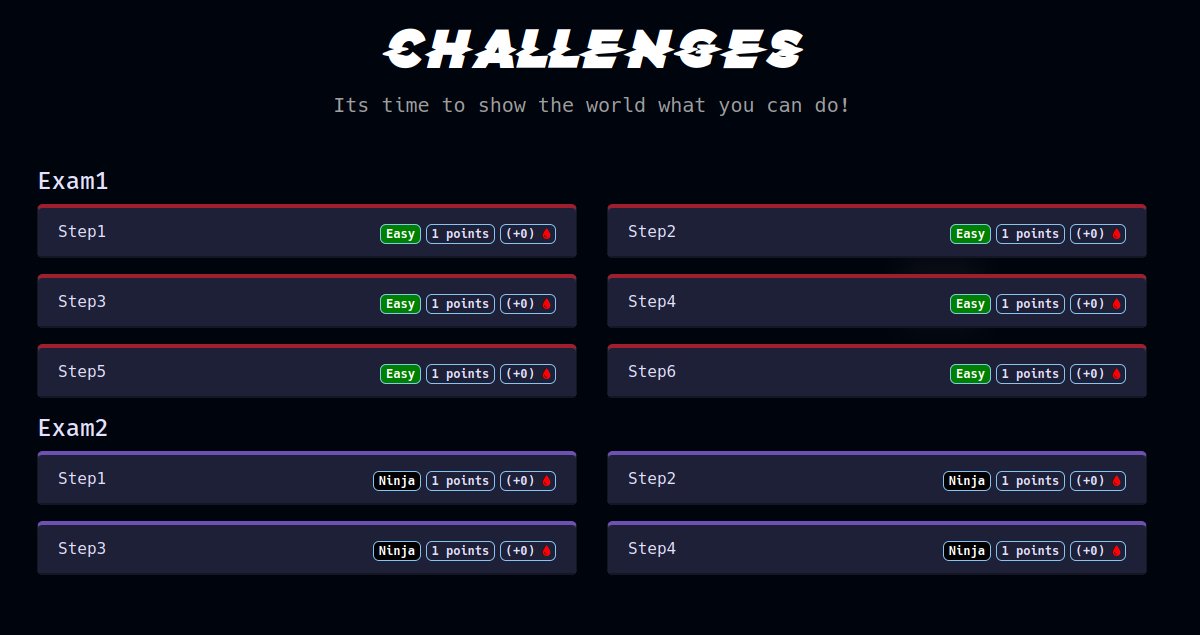 CHALLENGES
Its time to show the world what you can do!
Exam1
Step1 Easy 1 points (+0)
Step2 Easy 1 points (+0)
Step3 Easy 1 points (+0)
Step4 Easy 1 points (+0)
Step5 Easy 1 points (+0)
Step6 Easy 1 points (+0)
Exam2
Step1 Ninja 1 points (+0)
Step2 Ninja 1 points (+0)
Step3 Ninja 1 points (+0)
Step4 Ninja 1 points (+0)